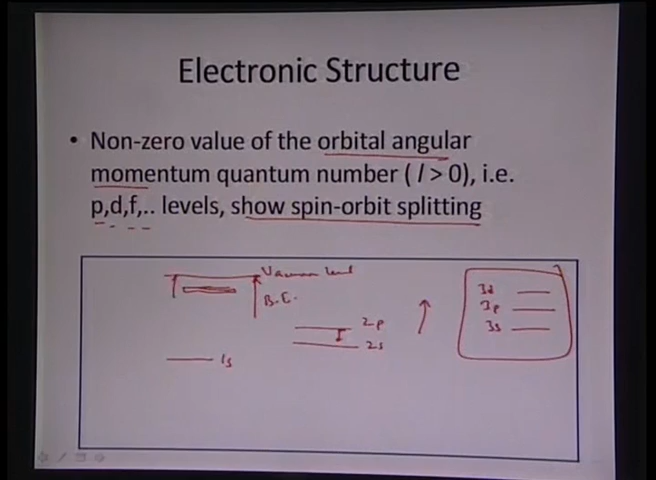 Electronic Structure
• Non-zero value of the orbital angular
momentum quantum number ( l > 0), i.e.
p,d,f,.. levels, show spin-orbit splitting
Vacuum level
B.E.
3d
3p
3s
2p
2s
1s